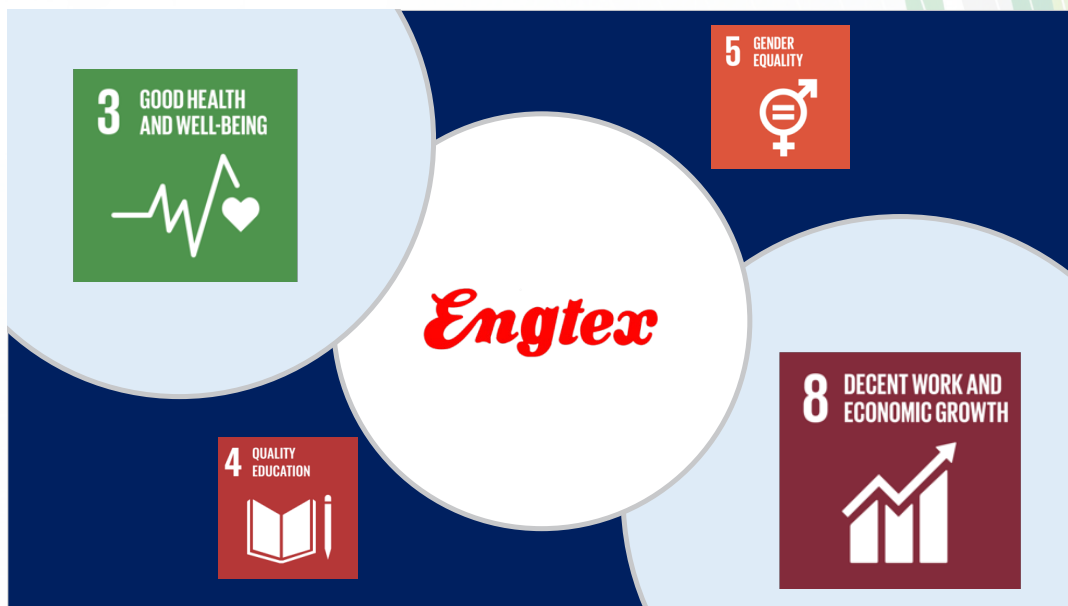 3 GOOD HEALTH
AND WELL-BEING
5 GENDER
EQUALITY
Engtex
4 QUALITY
EDUCATION
8 DECENT WORK AND
ECONOMIC GROWTH